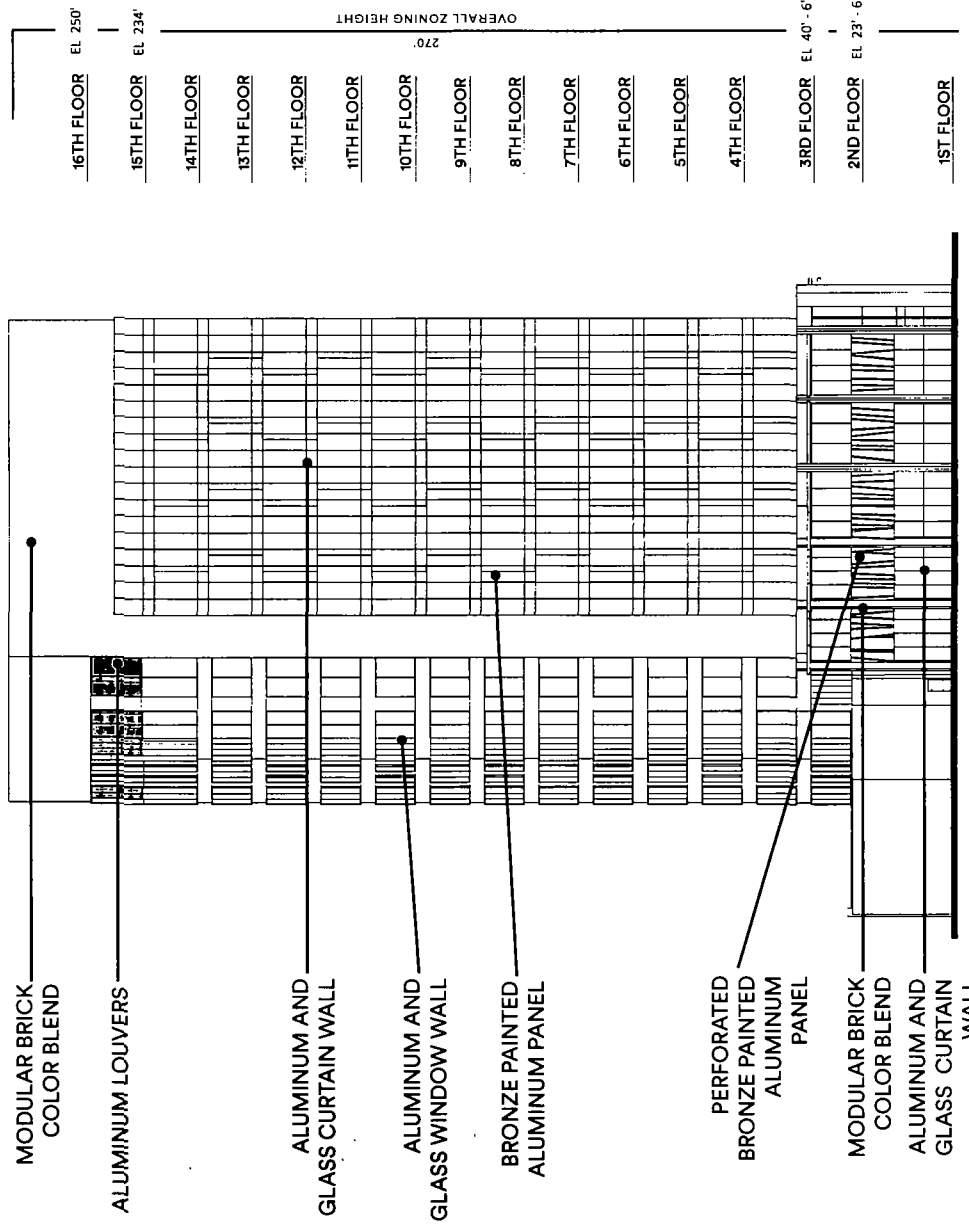 MODULAR BRICK
COLOR BLEND
ALUMINUM LOUVERS
ALUMINUM AND
GLASS CURTAIN WALL
ALUMINUM AND
GLASS WINDOW WALL
BRONZE PAINTED
ALUMINUM PANEL
PERFORATED
BRONZE PAINTED
ALUMINUM
PANEL
MODULAR BRICK
COLOR BLEND
ALUMINUM AND
GLASS CURTAIN
WALL
16TH FLOOR
EL 250'
15TH FLOOR
EL 234'
14TH FLOOR
13TH FLOOR
12TH FLOOR
11TH FLOOR
10TH FLOOR
9TH FLOOR
8TH FLOOR
7TH FLOOR
6TH FLOOR
5TH FLOOR
4TH FLOOR
3RD FLOOR
EL 40' - 6"
2ND FLOOR
EL 23' - 6
1ST FLOOR
270'
OVERALL ZONING HEIGHT